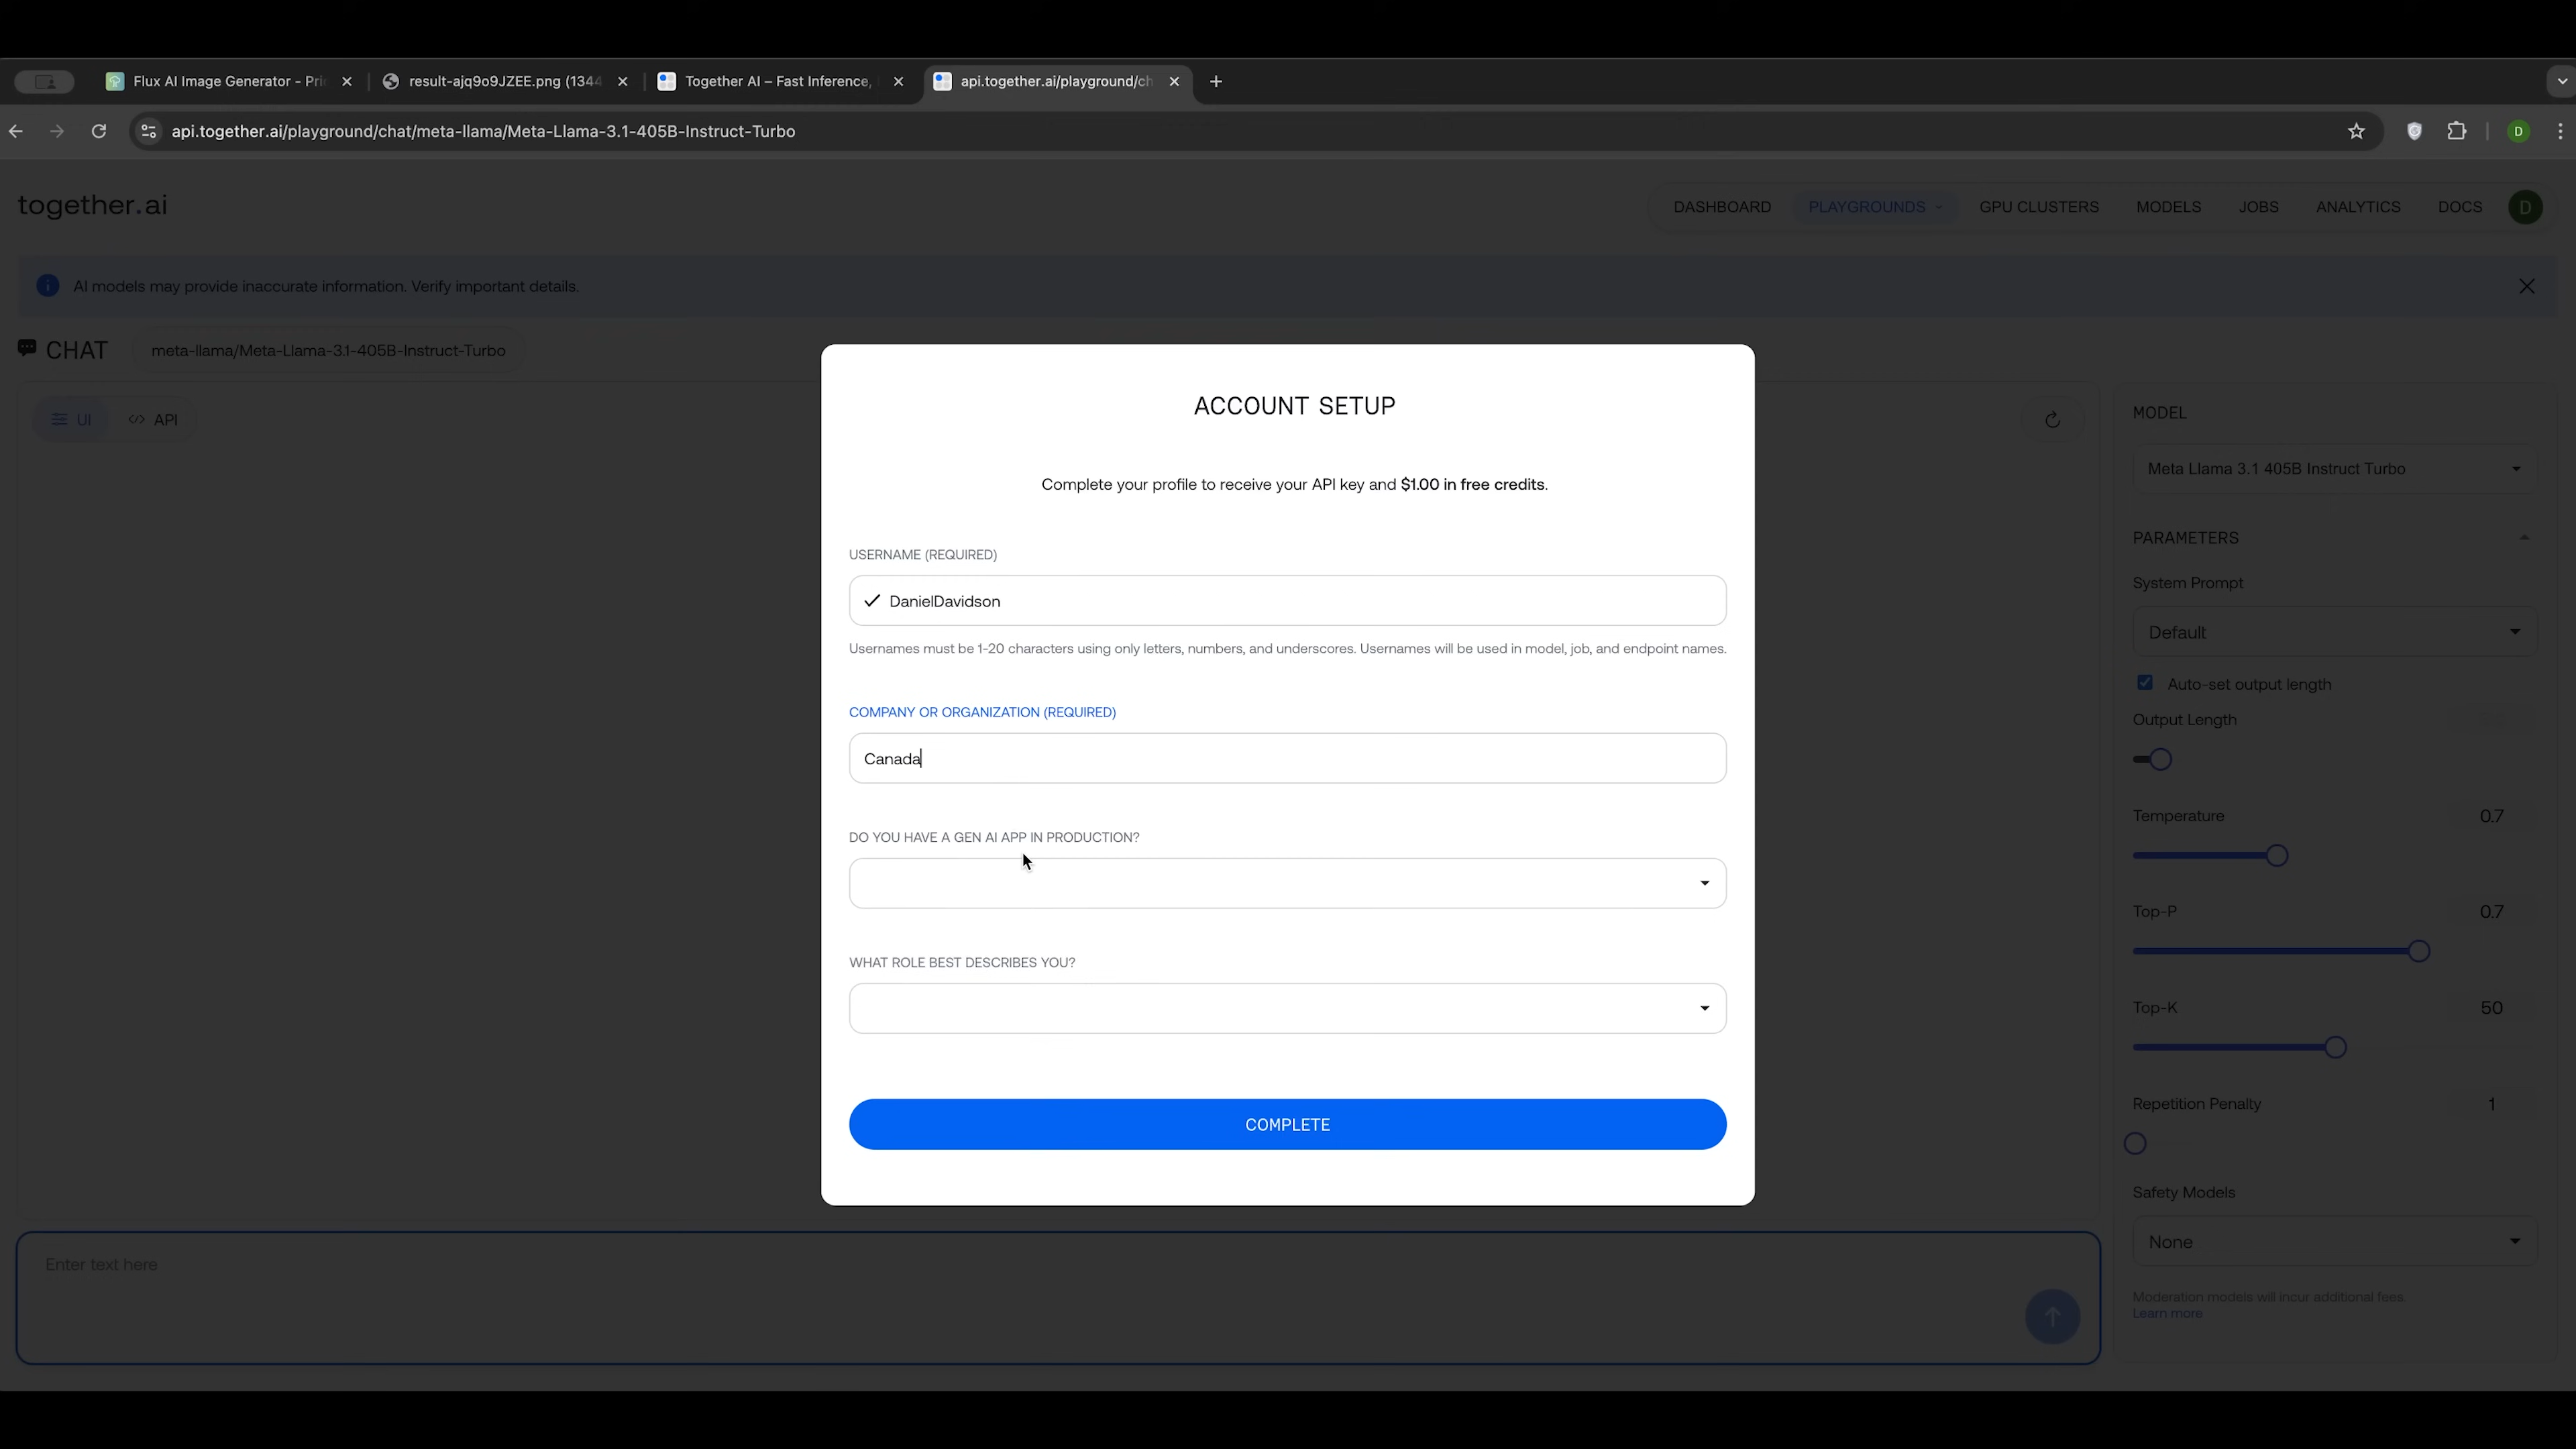 Flux AI Image Generator - Pri
result-ajq9o9JZEE.png (1344
Together AI – Fast Inference,
api.together.ai/playground/ch
api.together.ai/playground/chat/meta-llama/Meta-Llama-3.1-405B-Instruct-Turbo
D
together.ai
DASHBOARD PLAYGROUNDS GPU CLUSTERS MODELS JOBS ANALYTICS DOCS D
AI models may provide inaccurate information. Verify important details.
CHAT meta-llama/Meta-Llama-3.1-405B-Instruct-Turbo
UI API
ACCOUNT SETUP
Complete your profile to receive your API key and $1.00 in free credits.
USERNAME (REQUIRED)
DanielDavidson
Usernames must be 1-20 characters using only letters, numbers, and underscores. Usernames will be used in model, job, and endpoint names.
COMPANY OR ORGANIZATION (REQUIRED)
Canada
DO YOU HAVE A GEN AI APP IN PRODUCTION?
WHAT ROLE BEST DESCRIBES YOU?
COMPLETE
MODEL
Meta Llama 3.1 405B Instruct Turbo
PARAMETERS
System Prompt
Default
Auto-set output length
Output Length
Temperature 0.7
Top-P 0.7
Top-K 50
Repetition Penalty 1
Safety Models
None
Moderation models will incur additional fees.
Learn more
Enter text here